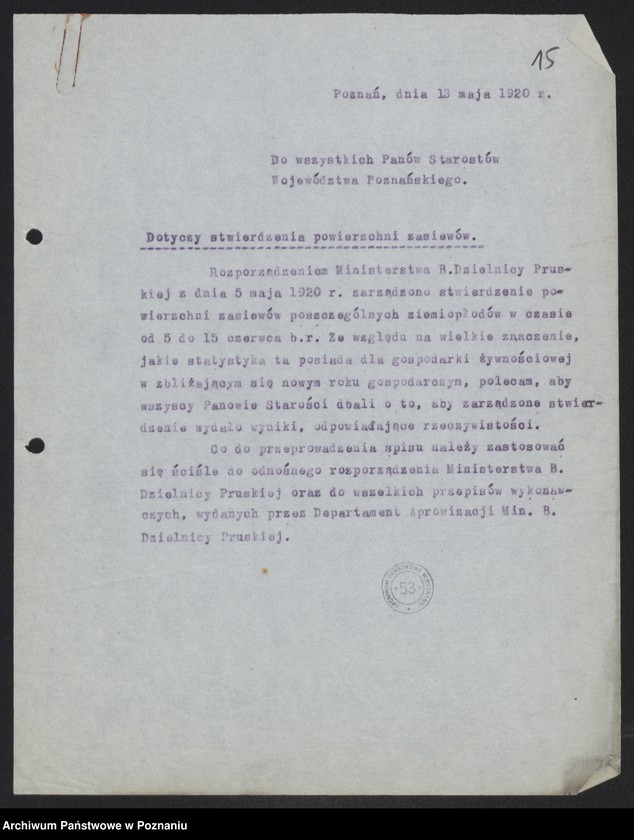 15
Poznań, dnia 13 maja 1920 r.
Do wszystkich Panów Starostów
Województwa Poznańskiego.
Dotyczy stwierdzenia powierzchni zasiewów.
Rozporządzeniem Ministerstwa B.Dzielnicy Prus-
kiej z dnia 5 maja 1920 r. zarządzono stwierdzenie po-
wierzchni zasiewów poszczególnych ziemiopłodów w czasie
od 5 do 15 czerwca b.r. Ze względu na wielkie znaczenie,
jakie statystyka ta posiada dla gospodarki żywnościowej
w zbliżającym się nowym roku gospodarczym, polecam, aby
wszyscy Panowie Starości dbali o to, aby zarządzone stwier-
dzenie wydało wyniki, odpowiadające rzeczywistości.
Co do przeprowadzenia spisu należy zastosować
się ściśle do odnośnego rozporządzenia Ministerstwa B.
Dzielnicy Pruskiej oraz do wszelkich przepisów wykonaw-
czych, wydanych przez Departament Aprowizacji Min. B.
Dzielnicy Pruskiej.
53
Archiwum Państwowe w Poznaniu